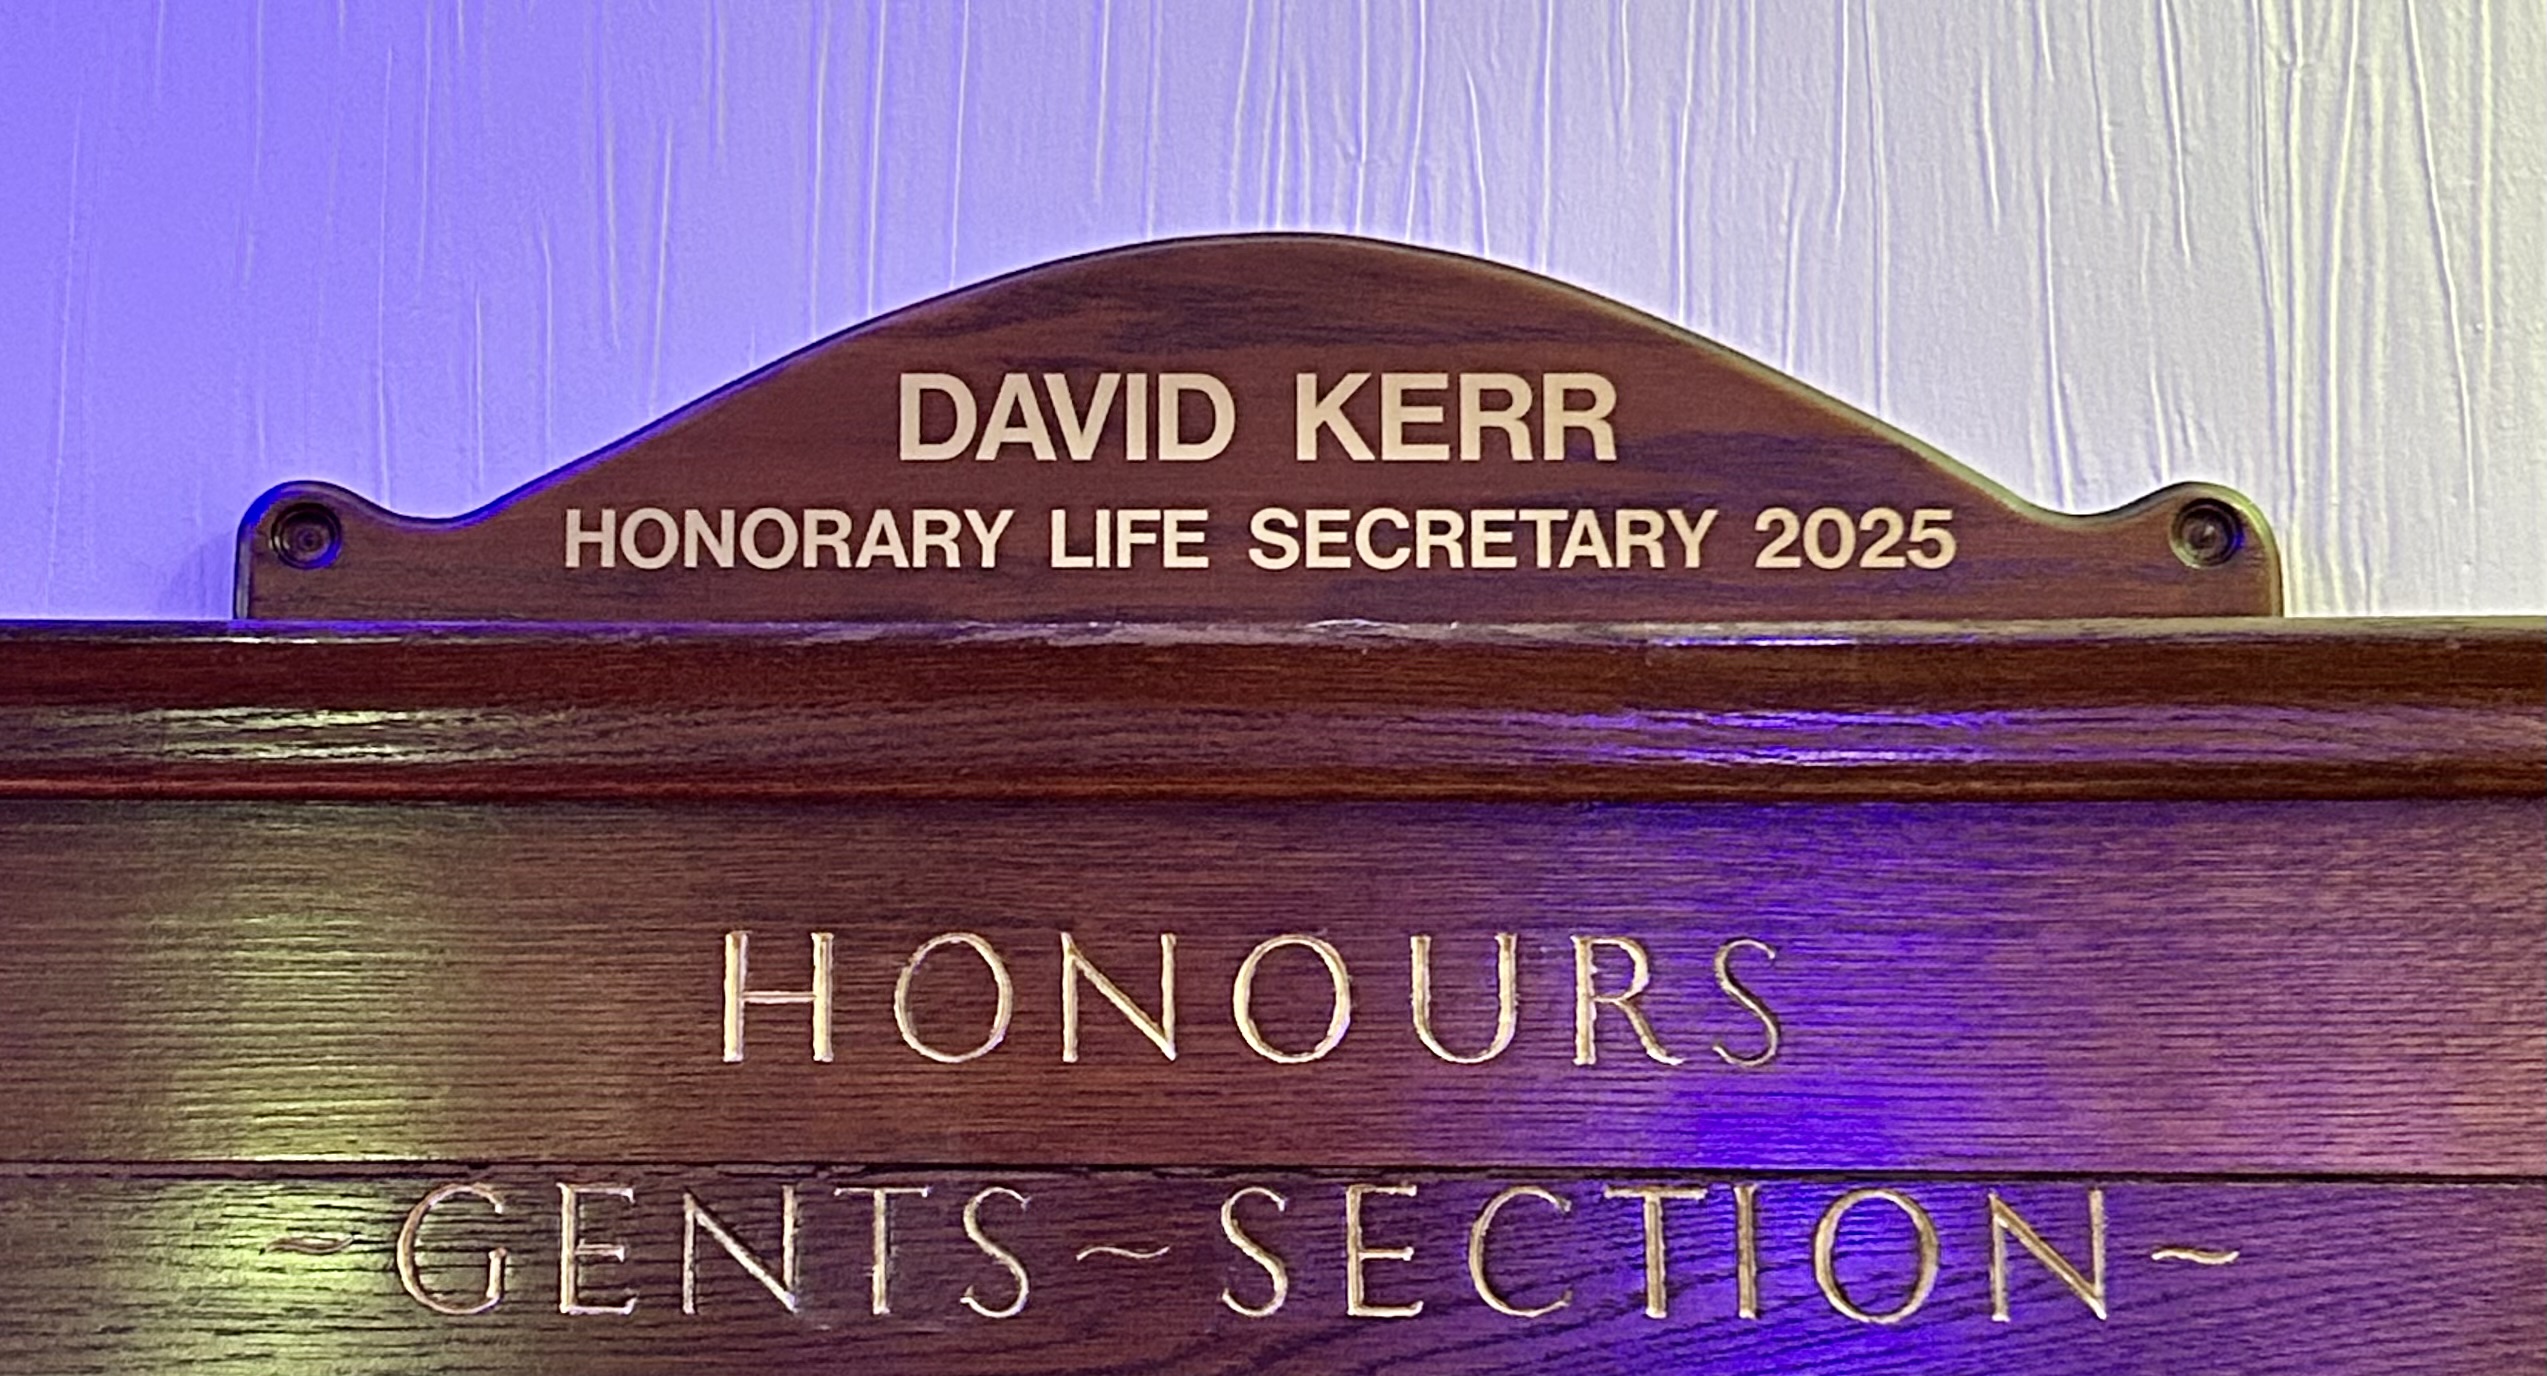 DAVID KERR
HONORARY LIFE SECRETARY 2025
HONOURS
~GENTS~SECTION~